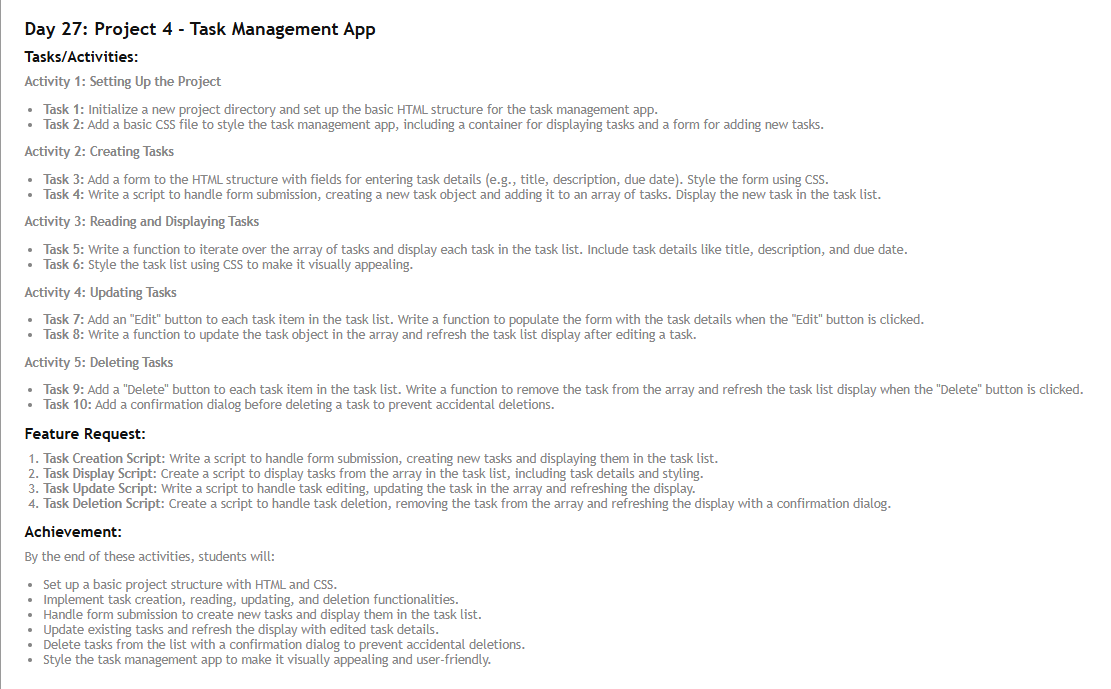 Day 27: Project 4 - Task Management App
Tasks/Activities:
Activity 1: Setting Up the Project
• Task 1: Initialize a new project directory and set up the basic HTML structure for the task management app.
• Task 2: Add a basic CSS file to style the task management app, including a container for displaying tasks and a form for adding new tasks.
Activity 2: Creating Tasks
• Task 3: Add a form to the HTML structure with fields for entering task details (e.g., title, description, due date). Style the form using CSS.
• Task 4: Write a script to handle form submission, creating a new task object and adding it to an array of tasks. Display the new task in the task list.
Activity 3: Reading and Displaying Tasks
• Task 5: Write a function to iterate over the array of tasks and display each task in the task list. Include task details like title, description, and due date.
• Task 6: Style the task list using CSS to make it visually appealing.
Activity 4: Updating Tasks
• Task 7: Add an "Edit" button to each task item in the task list. Write a function to populate the form with the task details when the "Edit" button is clicked.
• Task 8: Write a function to update the task object in the array and refresh the task list display after editing a task.
Activity 5: Deleting Tasks
• Task 9: Add a "Delete" button to each task item in the task list. Write a function to remove the task from the array and refresh the task list display when the "Delete" button is clicked.
• Task 10: Add a confirmation dialog before deleting a task to prevent accidental deletions.
Feature Request:
1. Task Creation Script: Write a script to handle form submission, creating new tasks and displaying them in the task list.
2. Task Display Script: Create a script to display tasks from the array in the task list, including task details and styling.
3. Task Update Script: Write a script to handle task editing, updating the task in the array and refreshing the display.
4. Task Deletion Script: Create a script to handle task deletion, removing the task from the array and refreshing the display with a confirmation dialog.
Achievement:
By the end of these activities, students will:
• Set up a basic project structure with HTML and CSS.
• Implement task creation, reading, updating, and deletion functionalities.
• Handle form submission to create new tasks and display them in the task list.
• Update existing tasks and refresh the display with edited task details.
• Delete tasks from the list with a confirmation dialog to prevent accidental deletions.
• Style the task management app to make it visually appealing and user-friendly.